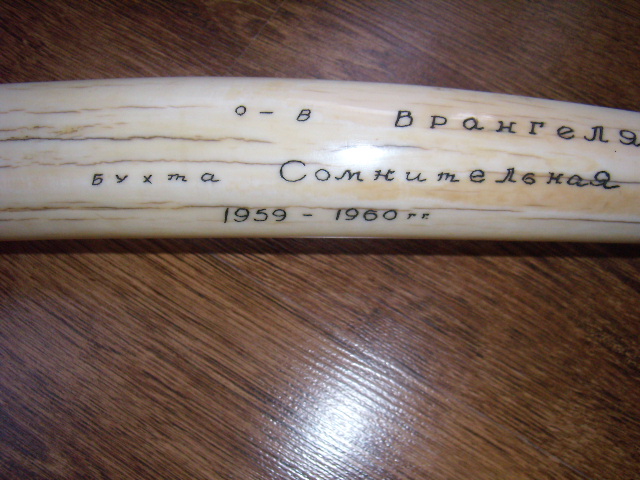 о-в Врангеля
бухта Сомнительная
1959 - 1960 гг.